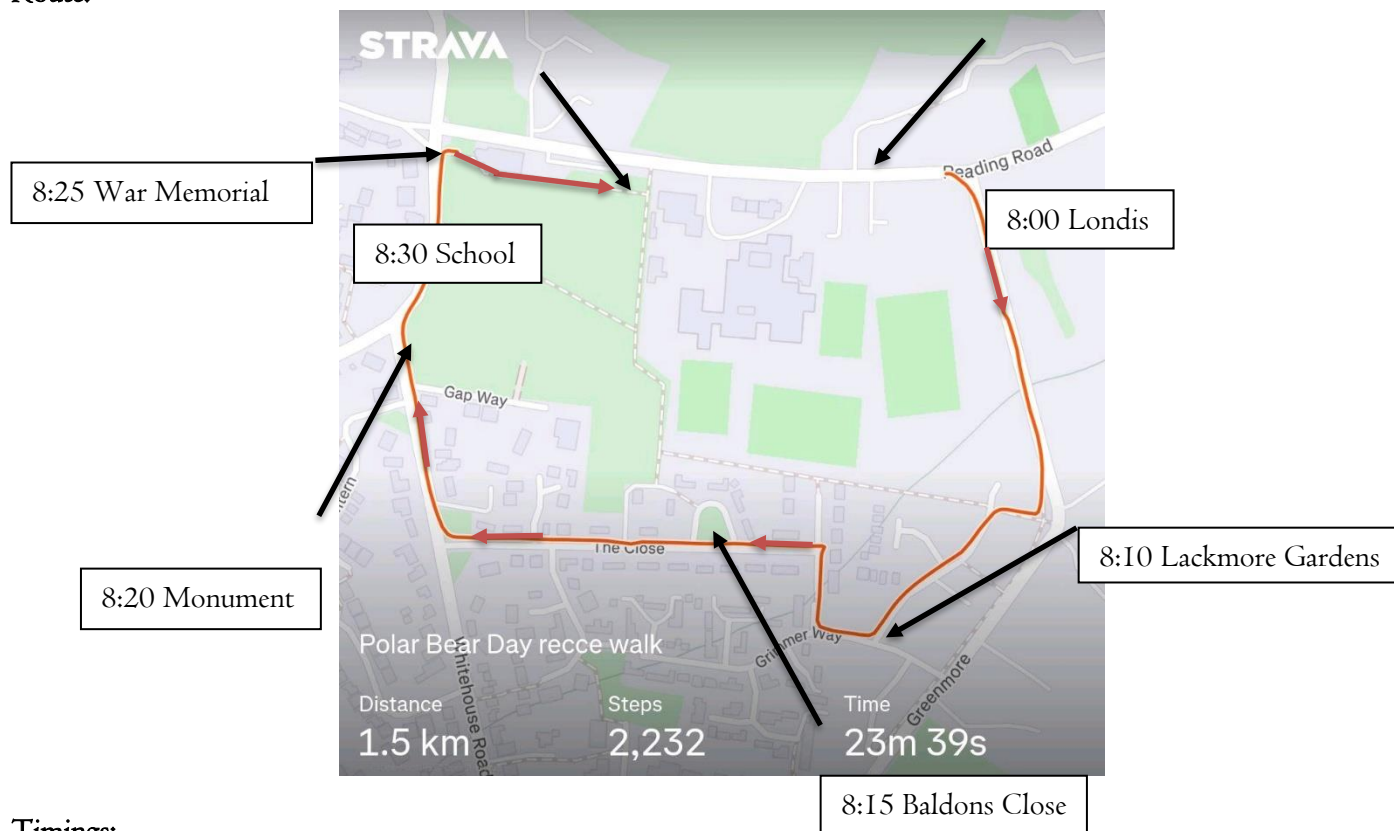 Route:
STRAVA
Reading Road
8:25 War Memorial
8:00 Londis
8:30 School
Gap Way
The Close
8:10 Lackmore Gardens
8:20 Monument
Polar Bear Day recce walk
Grimmer Way
Whitehouse Road
Greenmore
Distance
Steps
Time
1.5 km
2,232
23m 39s
8:15 Baldons Close
Timings: